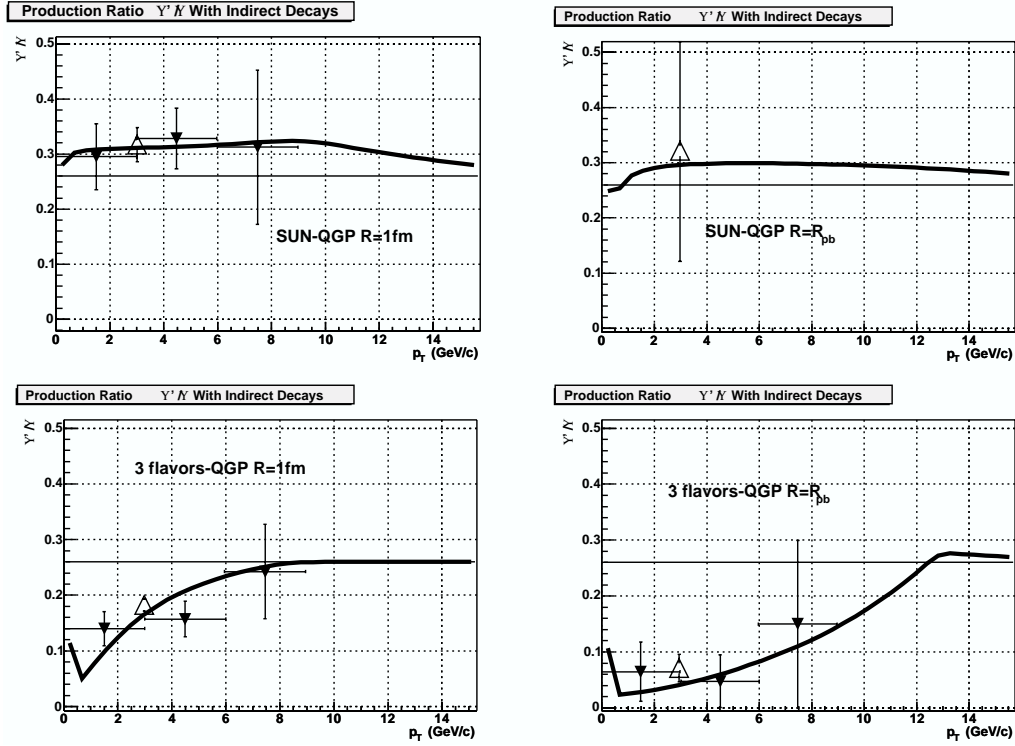 Production Ratio Υ'/Υ With Indirect Decays
Υ'/Υ
0.5
0.4
0.3
0.2
0.1
0
SUN-QGP R=1fm
0 2 4 6 8 10 12 14
p_T (GeV/c)
Production Ratio Υ'/Υ With Indirect Decays
Υ'/Υ
0.5
0.4
0.3
0.2
0.1
0
SUN-QGP R=R_pb
0 2 4 6 8 10 12 14
p_T (GeV/c)
Production Ratio Υ'/Υ With Indirect Decays
Υ'/Υ
0.5
3 flavors-QGP R=1fm
0.4
0.3
0.2
0.1
0
0 2 4 6 8 10 12 14
p_T (GeV/c)
Production Ratio Υ'/Υ With Indirect Decays
Υ'/Υ
0.5
0.4
3 flavors-QGP R=R_pb
0.3
0.2
0.1
0
0 2 4 6 8 10 12 14
p_T (GeV/c)